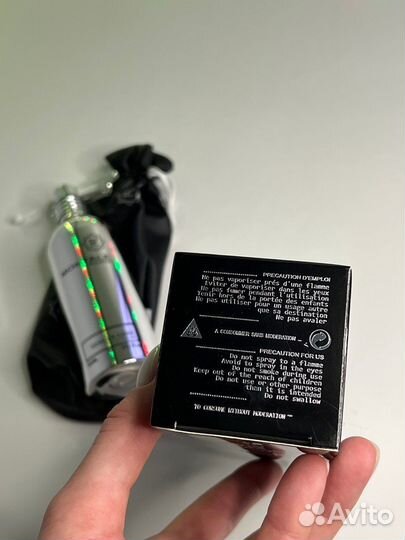 PRECAUTION D'EMPLOI
Ne pas vaporiser prés d'une flamme
Eviter de vaporiser dans les yeux
Ne pas fumer pendant l'utilisation
Tenir hors de la portée des enfants
Ne pas utiliser pour un usage autre
que sa destination
Ne pas avaler
A CONSOMMER SANS MODERATION
PRECAUTION FOR US
Do not spray to a flamme
Avoid to spray in the eyes
Do not smoke during use
Keep out of the reach of children
Do not use or other purpose
then it is intended
Do not swallow
TO CONSUME WITHOUT MODERATION
Avito